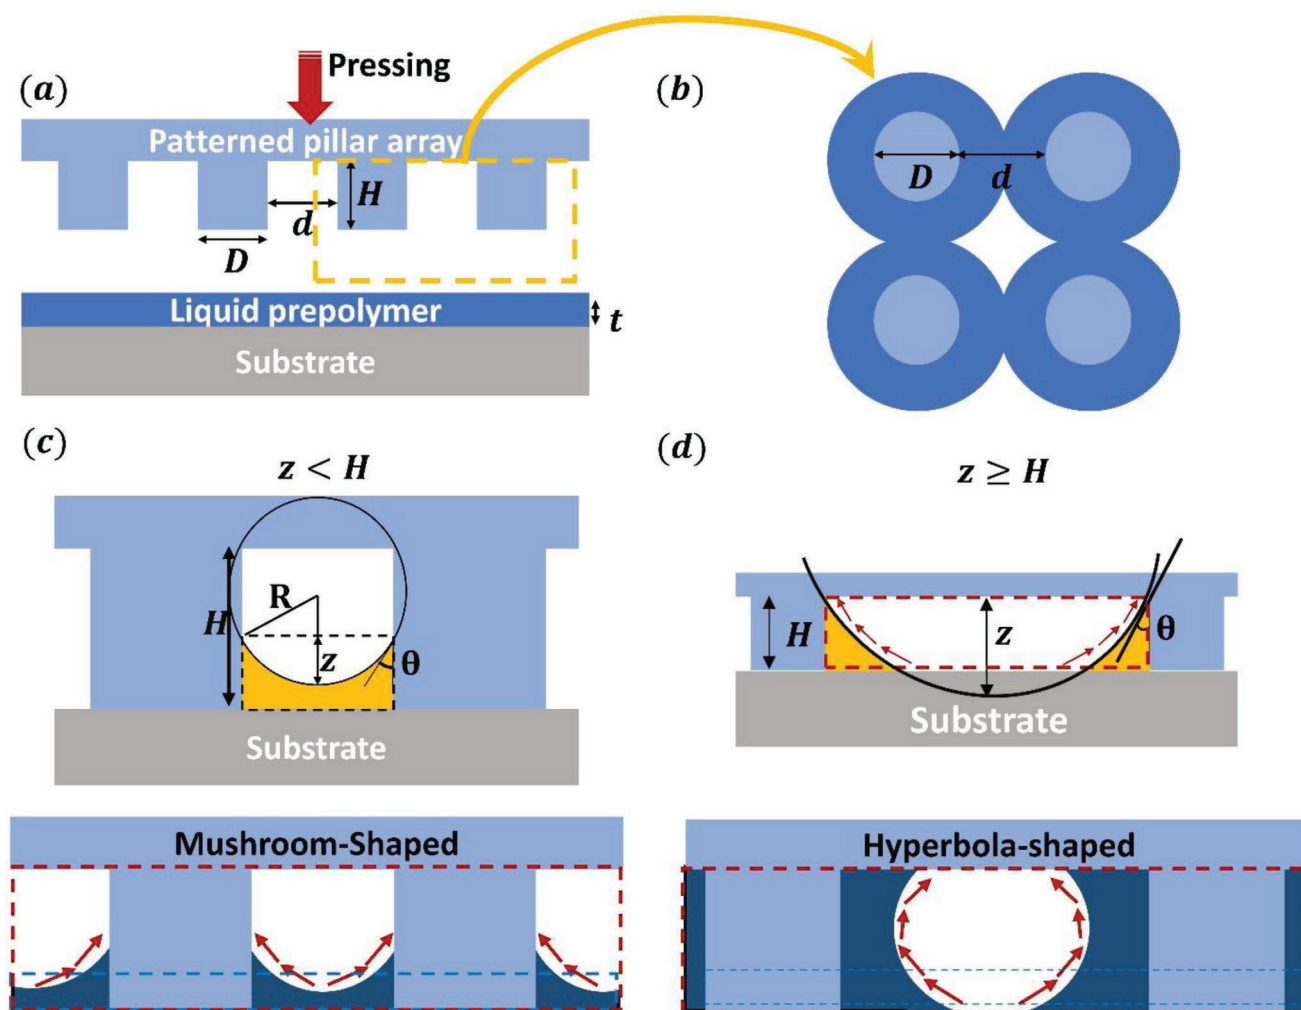 (a)
Pressing
Patterned pillar array
H
d
D
Liquid prepolymer
t
Substrate
(b)
D
d
(c)
z < H
R
H
z
θ
Substrate
Mushroom-Shaped
(d)
z ≥ H
H
z
θ
Substrate
Hyperbola-shaped